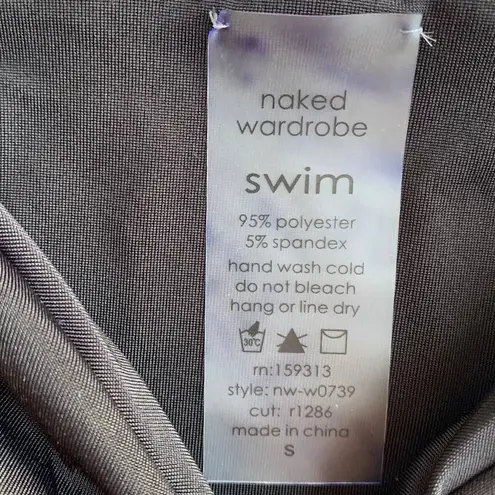 naked
wardrobe
swim
95% polyester
5% spandex
hand wash cold
do not bleach
hang or line dry
30°C
rn:159313
style: nw-w0739
cut: r1286
made in china
S